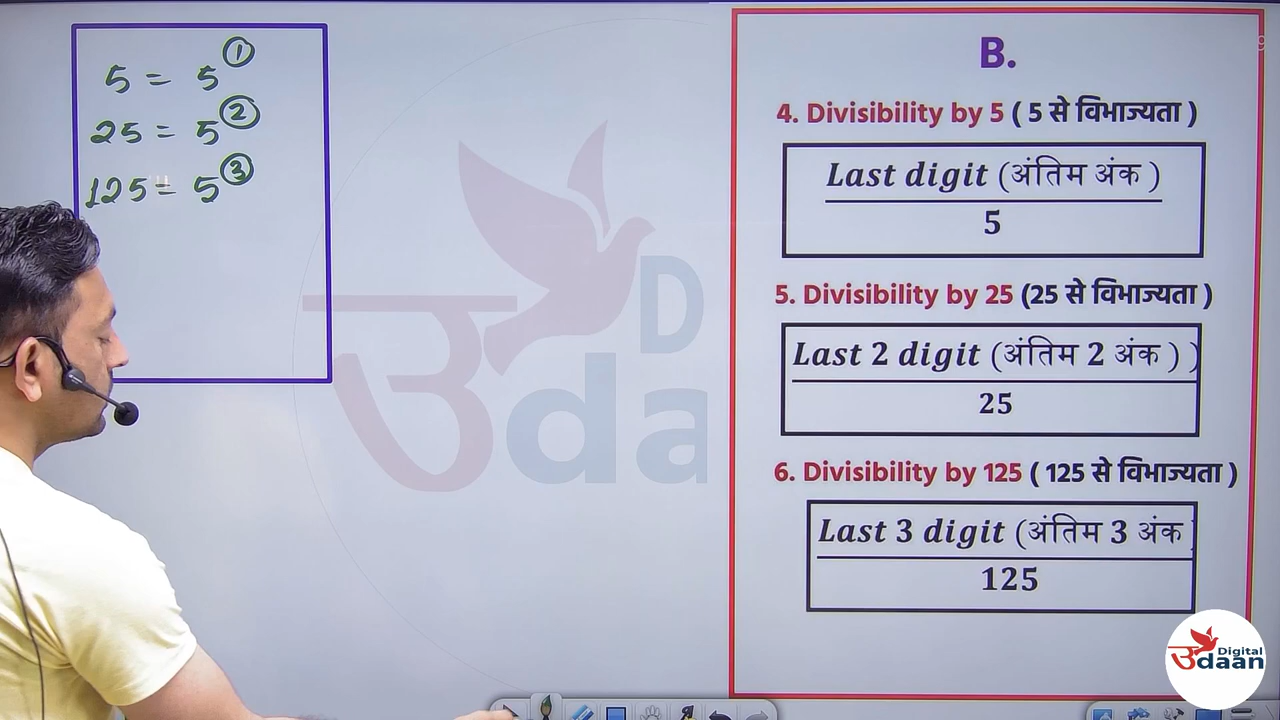 5 = 5①
25 = 5②
125 = 5③
B.
4. Divisibility by 5 ( 5 से विभाज्यता )
Last digit (अंतिम अंक )
5
5. Divisibility by 25 (25 से विभाज्यता )
Last 2 digit (अंतिम 2 अंक ) )
25
6. Divisibility by 125 ( 125 से विभाज्यता )
Last 3 digit (अंतिम 3 अंक
125
D
उda
Digital
उdaan